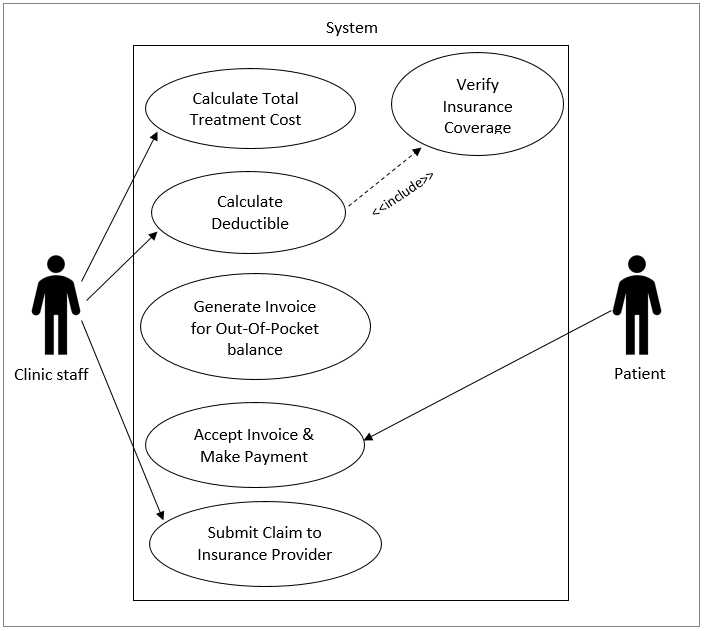 System
Calculate Total
Treatment Cost
Verify
Insurance
Coverage
<<include>>
Calculate
Deductible
Generate Invoice
for Out-Of-Pocket
balance
Clinic staff
Patient
Accept Invoice &
Make Payment
Submit Claim to
Insurance Provider